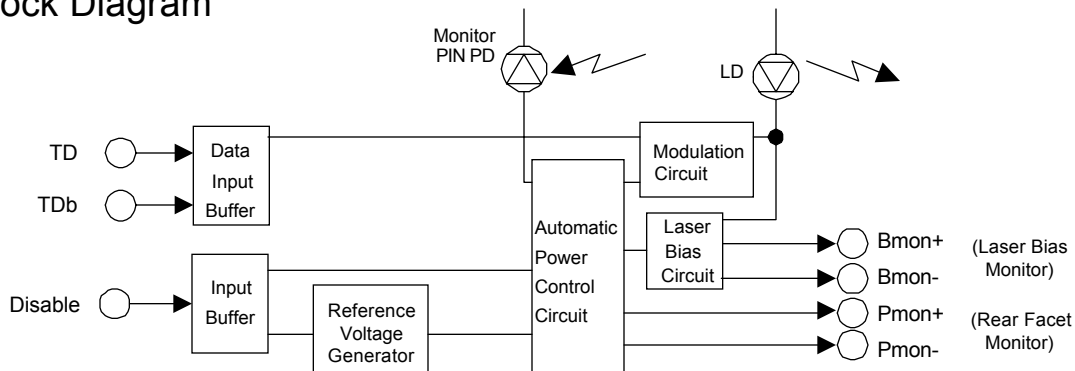 ock Diagram
Monitor
PIN PD
LD
TD
TDb
Data
Input
Buffer
Modulation
Circuit
Automatic
Power
Control
Circuit
Laser
Bias
Circuit
Bmon+
Bmon-
(Laser Bias
Monitor)
Disable
Input
Buffer
Reference
Voltage
Generator
Pmon+
Pmon-
(Rear Facet
Monitor)